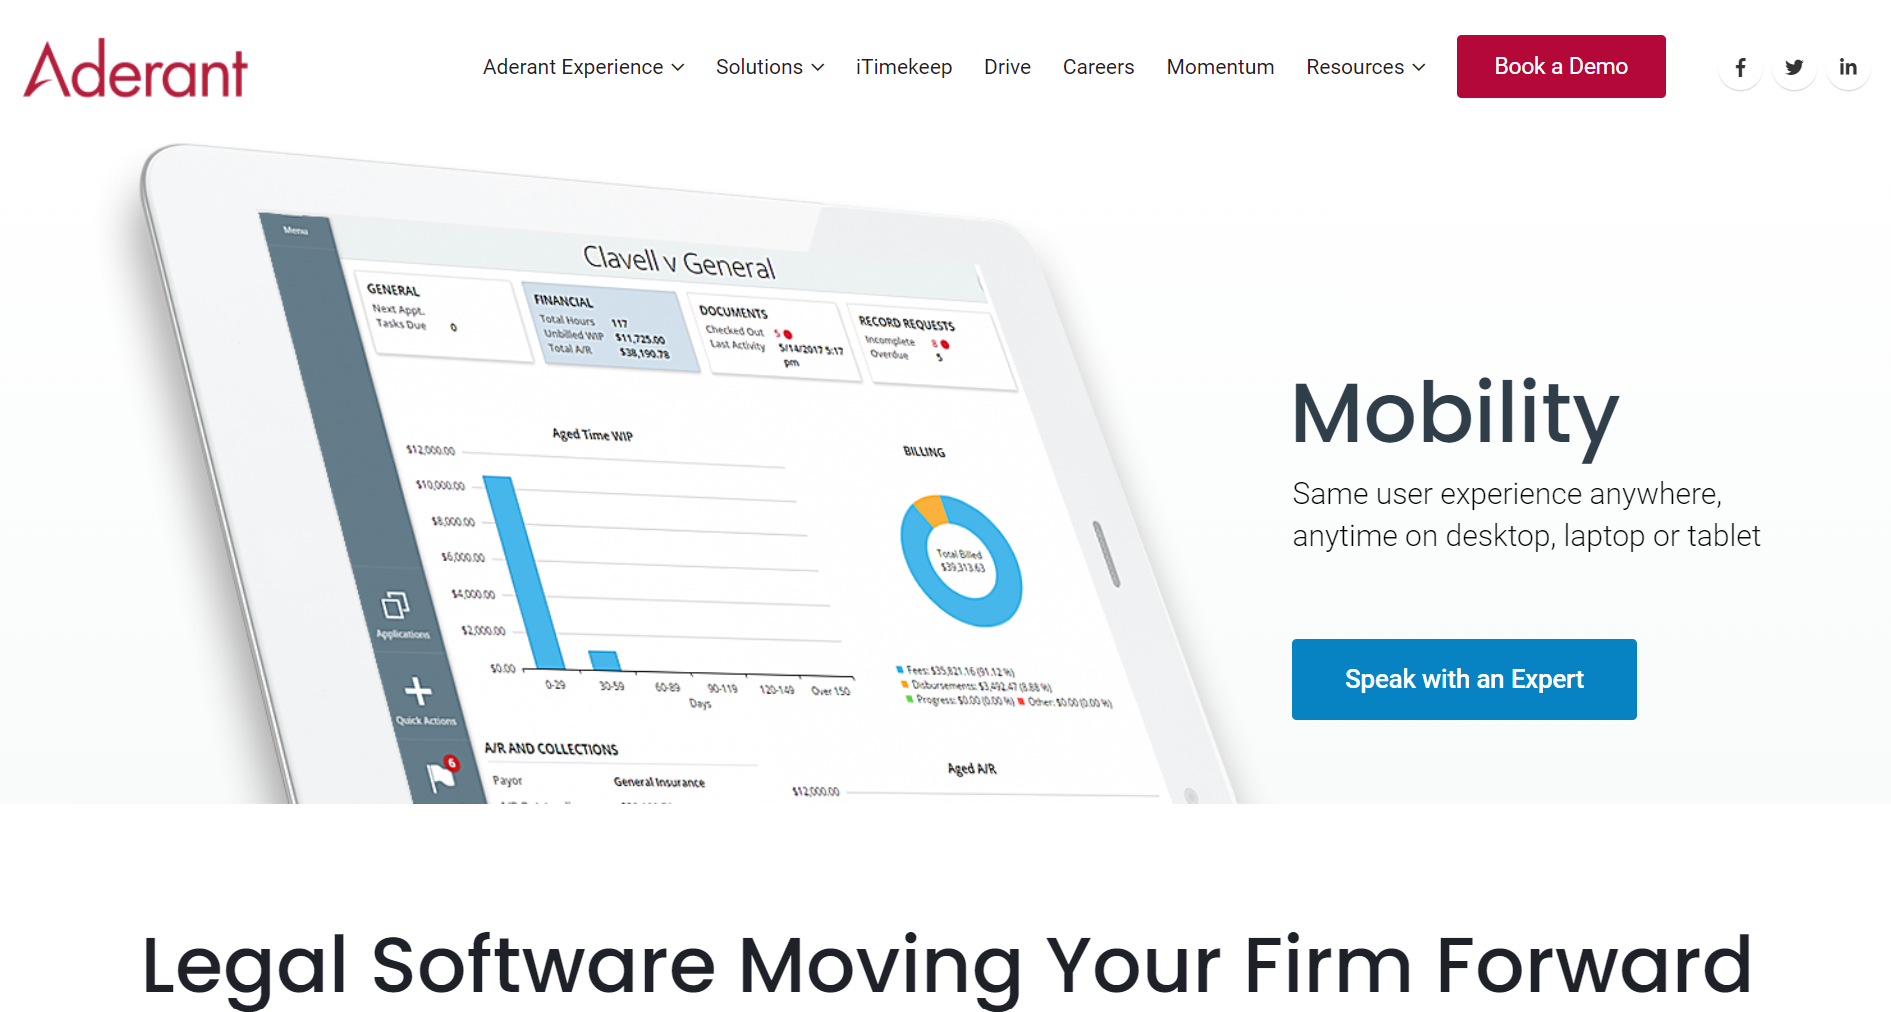 Aderant
Aderant Experience Solutions iTimekeep Drive Careers Momentum Resources Book a Demo
Menu
Clavell v General
GENERAL
Next Appt.
Tasks Due 0
FINANCIAL
Total Hours 117
Unbilled WIP $11,725.00
Total A/R $38,190.78
DOCUMENTS
Checked Out 5
Last Activity 5/14/2017 5:17
pm
RECORD REQUESTS
Incomplete 8
Overdue 5
Aged Time WIP
$12,000.00
$10,000.00
$8,000.00
$6,000.00
$4,000.00
$2,000.00
$0.00
0-29 30-59 60-89 90-119 120-149 Over 150
Days
BILLING
Total Billed
$39,313.63
Fees: $35,821.16 (91.12 %)
Disbursements: $3,492.47 (8.88 %)
Progress: $0.00 (0.00 %) Other: $0.00 (0.00 %)
Applications
Quick Actions
6
A/R AND COLLECTIONS
Payor General Insurance
Aged A/R
$12,000.00
Mobility
Same user experience anywhere,
anytime on desktop, laptop or tablet
Speak with an Expert
Legal Software Moving Your Firm Forward